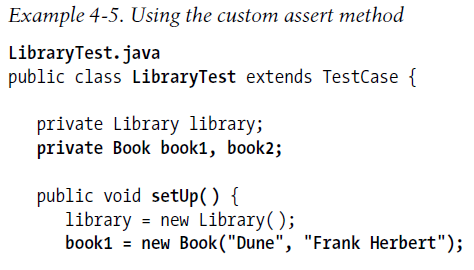 Example 4-5. Using the custom assert method
LibraryTest.java
public class LibraryTest extends TestCase {
private Library library;
private Book book1, book2;
public void setUp( ) {
library = new Library( );
book1 = new Book("Dune", "Frank Herbert");